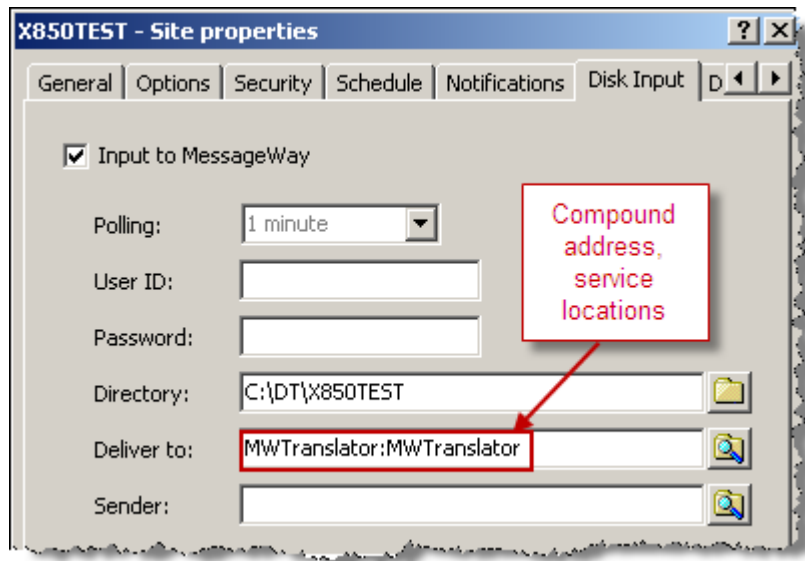 X850TEST - Site properties
General Options Security Schedule Notifications Disk Input D
Input to MessageWay
Polling: 1 minute
User ID:
Password:
Directory: C:\DT\X850TEST
Deliver to: MWTranslator:MWTranslator
Sender:
Compound
address,
service
locations